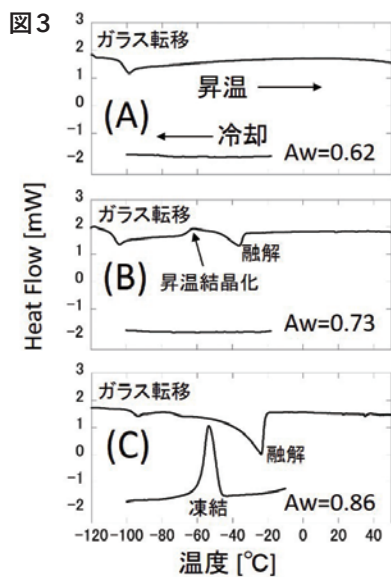 図3
3
ガラス転移
2
1
昇温
0
(A)
冷却
-1
-2
Aw=0.62
3
ガラス転移
2
1
(B)
融解
昇温結晶化
0
-1
-2
Aw=0.73
3
ガラス転移
2
1
(C)
0
融解
-1
-2
凍結
Aw=0.86
-120 -100 -80 -60 -40 -20 0 20 40
温度 [℃]
Heat Flow [mW]